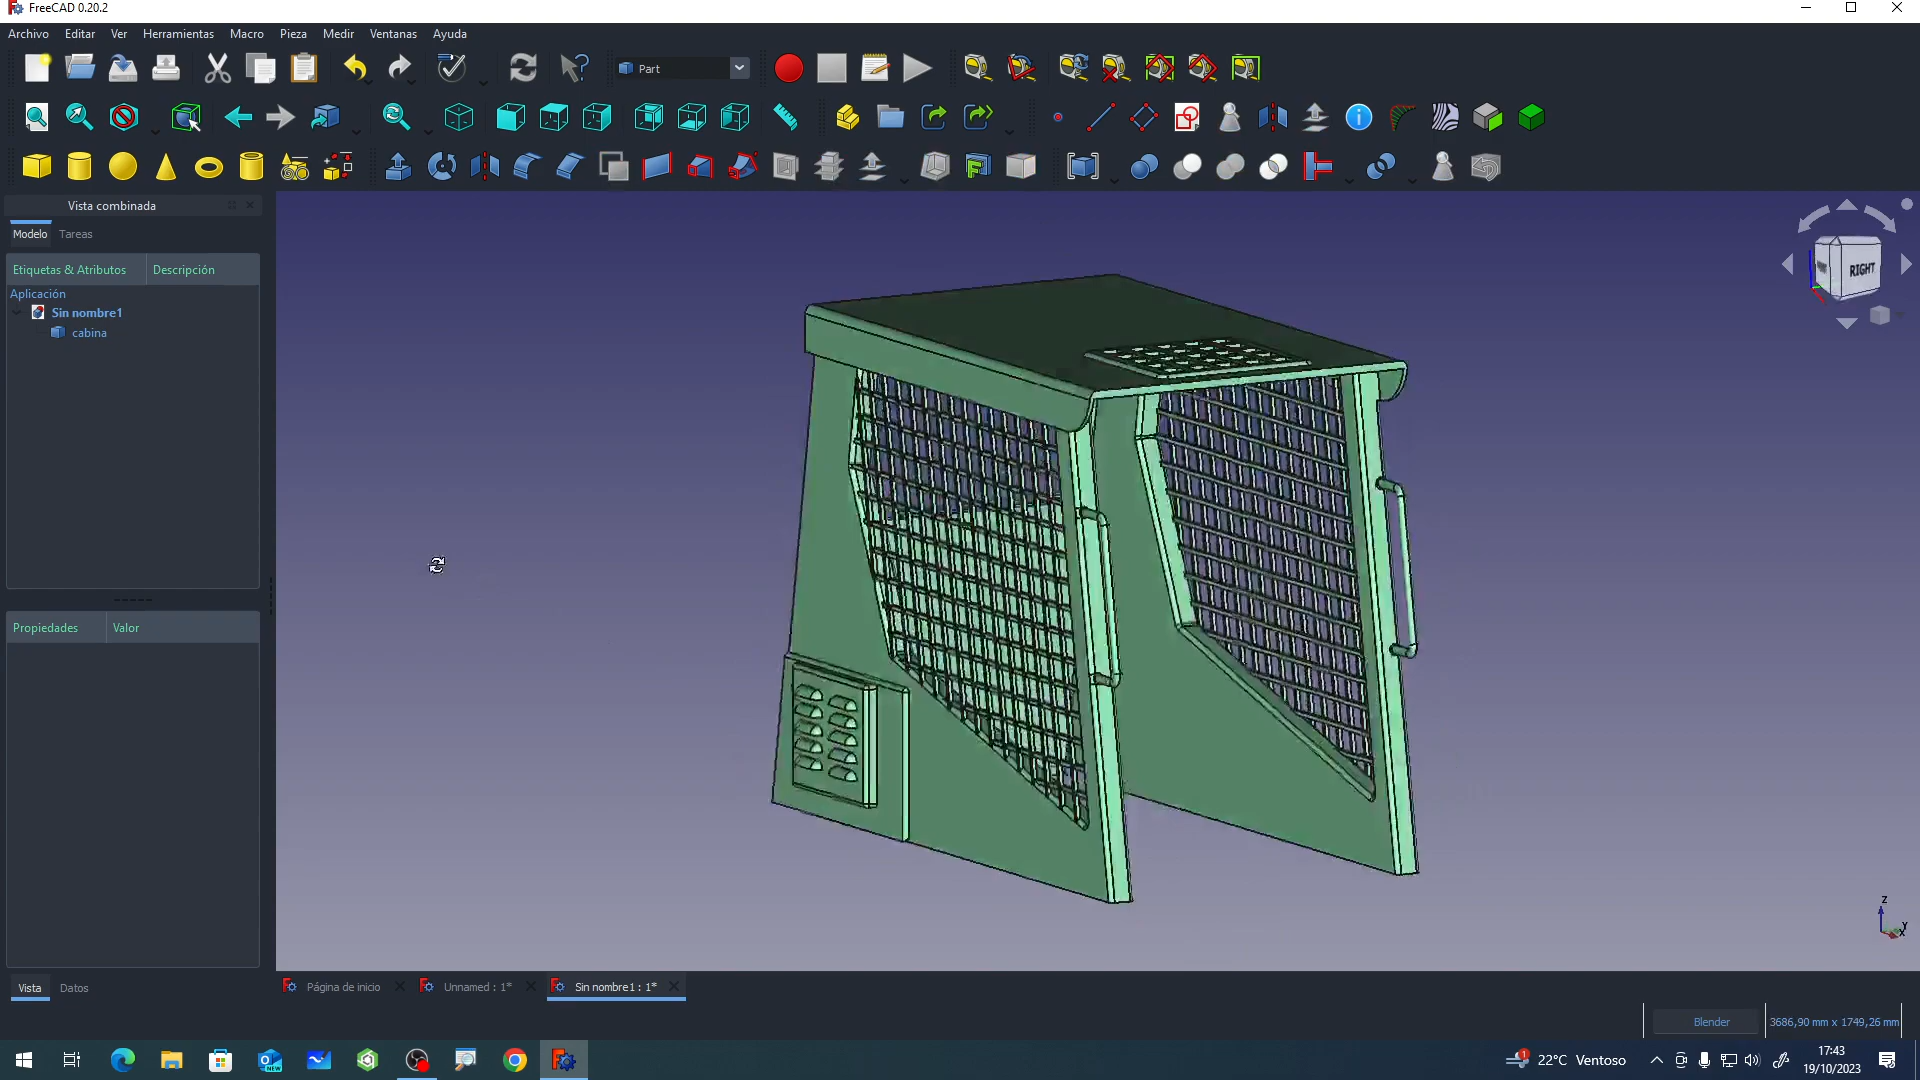 FreeCAD 0.20.2
Archivo Editar Ver Herramientas Macro Pieza Medir Ventanas Ayuda
Part
Vista combinada
Modelo Tareas
Etiquetas & Atributos Descripción
Aplicación
Sin nombre1
cabina
RIGHT
Propiedades Valor
Z
Y
X
Vista Datos
Página de inicio Unnamed : 1* Sin nombre1 : 1*
Blender 3686,90 mm x 1749,26 mm
NEW
1 22°C Ventoso
17:43
19/10/2023